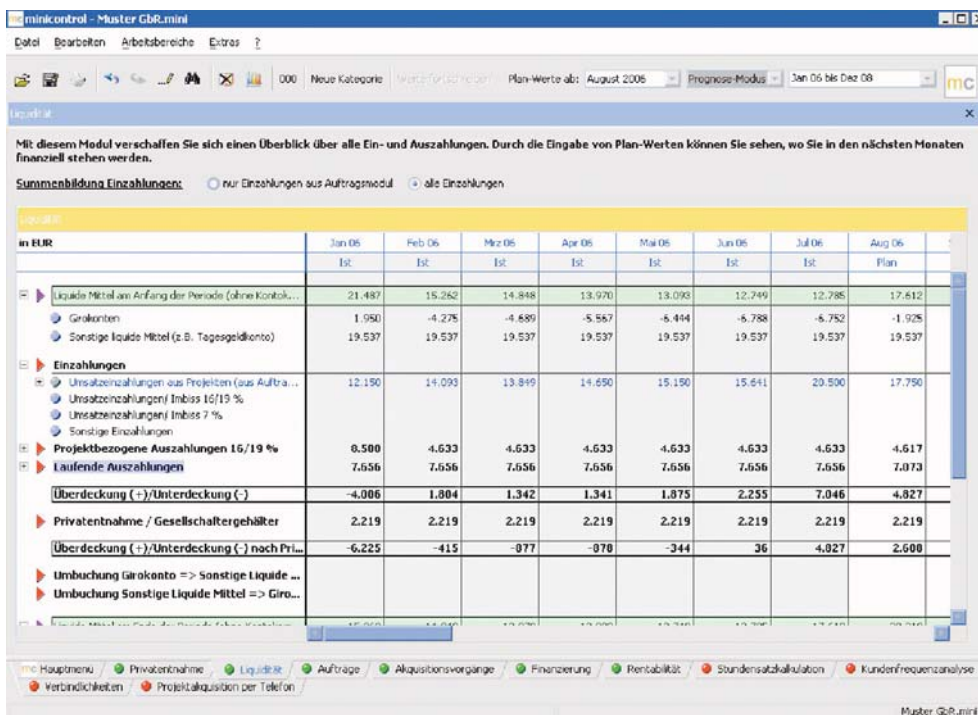 mc minicontrol - Muster GbR.mini
Datei Bearbeiten Arbeitsbereiche Extras ?
000 Neue Kategorie Plan-Werte ab: August 2006 Prognose-Modus Jan 06 bis Dez 08 mc
Liquidität
Mit diesem Modul verschaffen Sie sich einen Überblick über alle Ein- und Auszahlungen. Durch die Eingabe von Plan-Werten können Sie sehen, wo Sie in den nächsten Monaten
finanziell stehen werden.
Summenbildung Einzahlungen: nur Einzahlungen aus Auftragsmodul alle Einzahlungen
Liquidität
in EUR Jan 06 Feb 06 Mrz 06 Apr 06 Mai 06 Jun 06 Jul 06 Aug 06
Ist Ist Ist Ist Ist Ist Ist Plan
Liquide Mittel am Anfang der Periode (ohne Kontok... 21.487 15.262 14.848 13.970 13.093 12.749 12.785 17.612
Girokonten 1.950 -4.275 -4.689 -5.567 -6.444 -6.788 -6.752 -1.925
Sonstige liquide Mittel (z.B. Tagesgeldkonto) 19.537 19.537 19.537 19.537 19.537 19.537 19.537 19.537
Einzahlungen
Umsatzeinzahlungen aus Projekten (aus Auftra... 12.150 14.093 13.849 14.650 15.150 15.641 20.500 17.750
Umsatzeinzahlungen/ Imbiss 16/19 %
Umsatzeinzahlungen/ Imbiss 7 %
Sonstige Einzahlungen
Projektbezogene Auszahlungen 16/19 % 8.500 4.633 4.633 4.633 4.633 4.633 4.633 4.617
Laufende Auszahlungen 7.656 7.656 7.656 7.656 7.656 7.656 7.656 7.073
Überdeckung (+)/Unterdeckung (-) -4.006 1.804 1.342 1.341 1.875 2.255 7.046 4.827
Privatentnahme / Gesellschaftergehälter 2.219 2.219 2.219 2.219 2.219 2.219 2.219 2.219
Überdeckung (+)/Unterdeckung (-) nach Pri... -6.225 -415 -877 -878 -344 36 4.827 2.608
Umbuchung Girokonto => Sonstige Liquide ...
Umbuchung Sonstige Liquide Mittel => Giro...
mc Hauptmenü Privatentnahme Liquidität Aufträge Akquisitionsvorgänge Finanzierung Rentabilität Stundensatzkalkulation Kundenfrequenzanalyse
Verbindlichkeiten Projektakquisition per Telefon
Muster GbR.mini